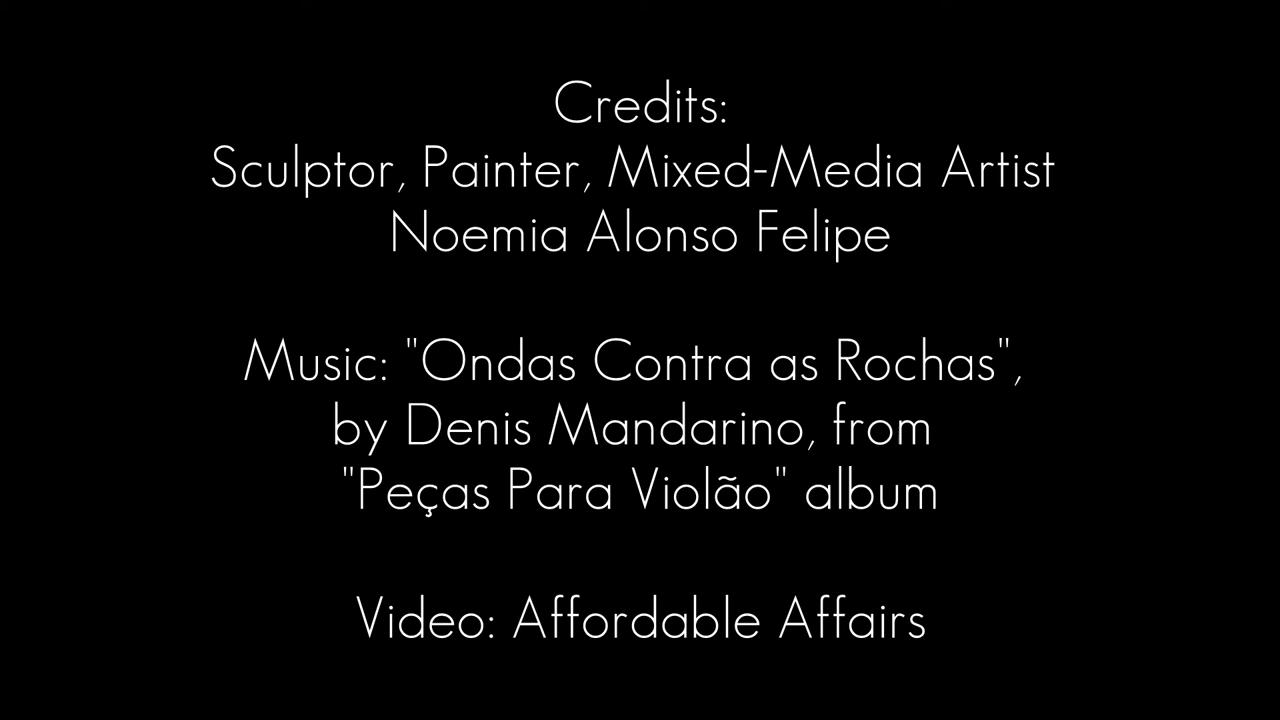 Credits:
Sculptor, Painter, Mixed-Media Artist
Noemia Alonso Felipe
Music: "Ondas Contra as Rochas",
by Denis Mandarino, from
"Peças Para Violão" album
Video: Affordable Affairs